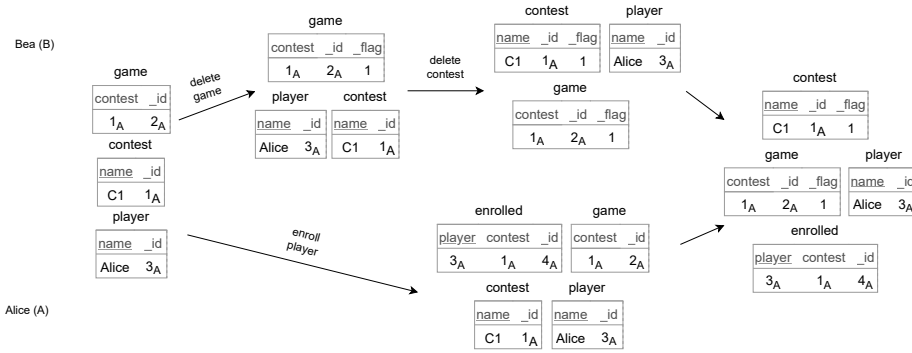 Bea (B)
game
contest _id
1A 2A
contest
name _id
C1 1A
player
name _id
Alice 3A
delete
game
game
contest _id _flag
1A 2A 1
player
name _id
Alice 3A
contest
name _id
C1 1A
delete
contest
contest
name _id _flag
C1 1A 1
player
name _id
Alice 3A
game
contest _id _flag
1A 2A 1
enroll
player
enrolled
player contest _id
3A 1A 4A
game
contest _id
1A 2A
contest
name _id
C1 1A
player
name _id
Alice 3A
contest
name _id _flag
C1 1A 1
game
contest _id _flag
1A 2A 1
player
name _id
Alice 3A
enrolled
player contest _id
3A 1A 4A
Alice (A)